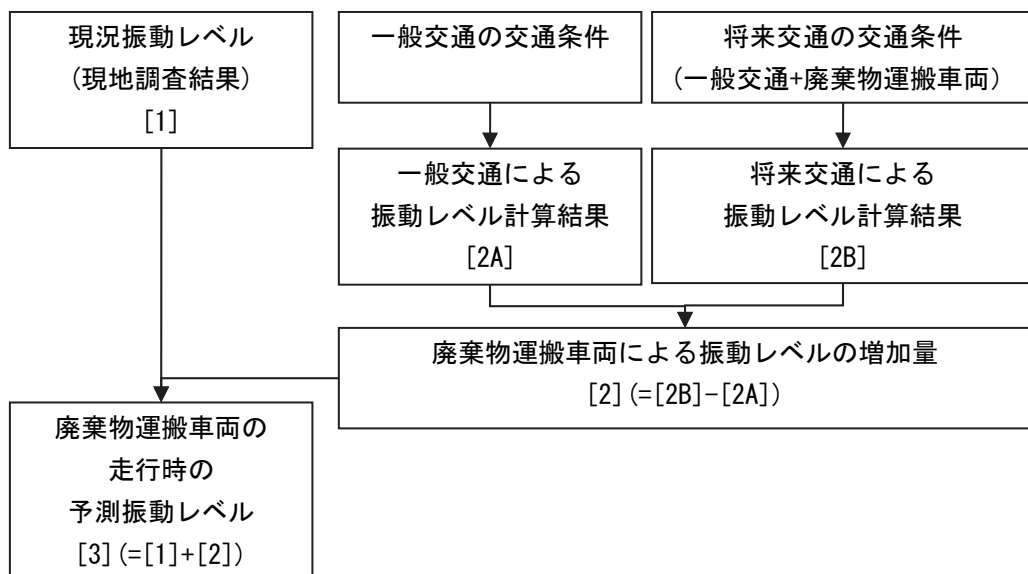 現況振動レベル
(現地調査結果)
[1]
一般交通の交通条件
将来交通の交通条件
(一般交通+廃棄物運搬車両)
一般交通による
振動レベル計算結果
[2A]
将来交通による
振動レベル計算結果
[2B]
廃棄物運搬車両による振動レベルの増加量
[2](=[2B]-[2A])
廃棄物運搬車両の
走行時の
予測振動レベル
[3](=[1]+[2])